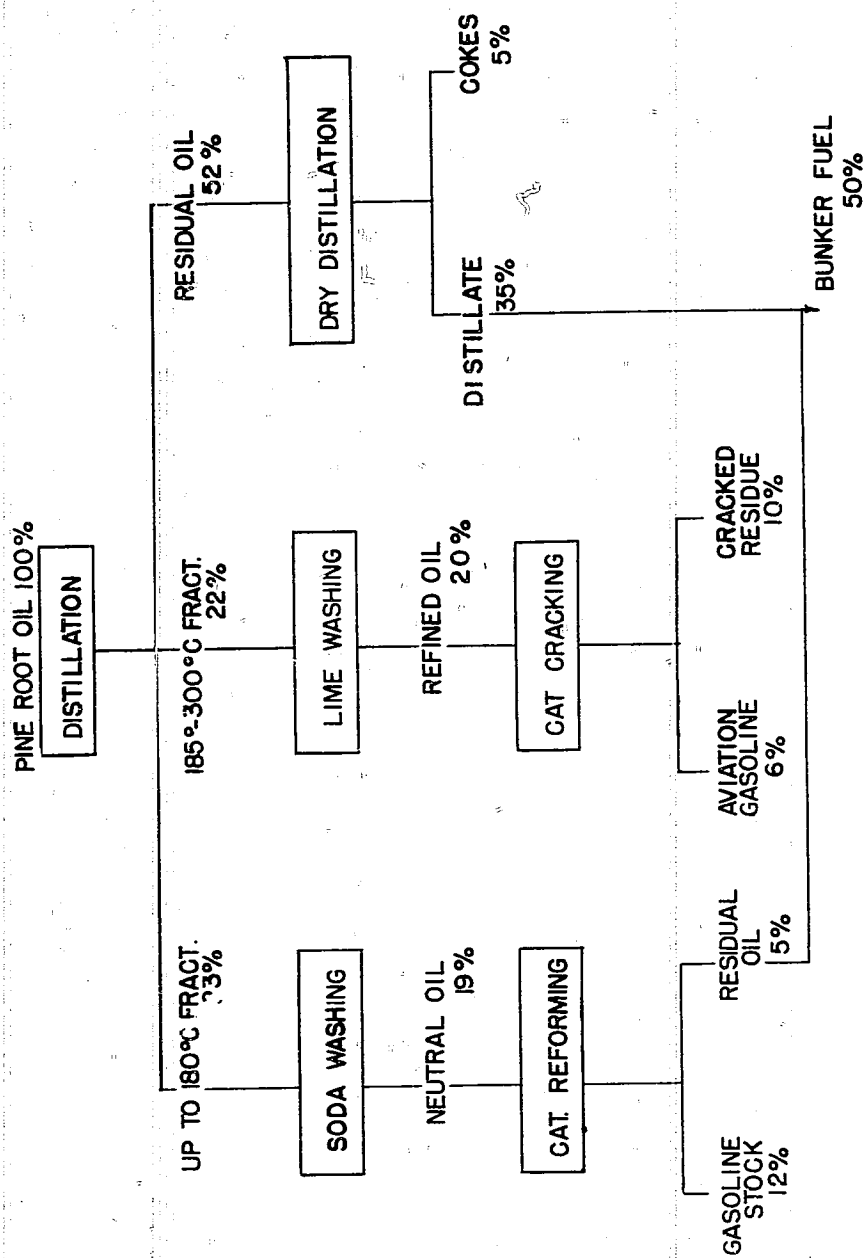 PINE ROOT OIL 100%
DISTILLATION
UP TO 180°C FRACT.
23%
SODA WASHING
NEUTRAL OIL
19%
CAT. REFORMING
GASOLINE
STOCK
12%
RESIDUAL
OIL
5%
185°-300°C FRACT.
22%
LIME WASHING
REFINED OIL
20%
CAT CRACKING
AVIATION
GASOLINE
6%
CRACKED
RESIDUE
10%
RESIDUAL OIL
52%
DRY DISTILLATION
DISTILLATE
35%
COKES
5%
BUNKER FUEL
50%